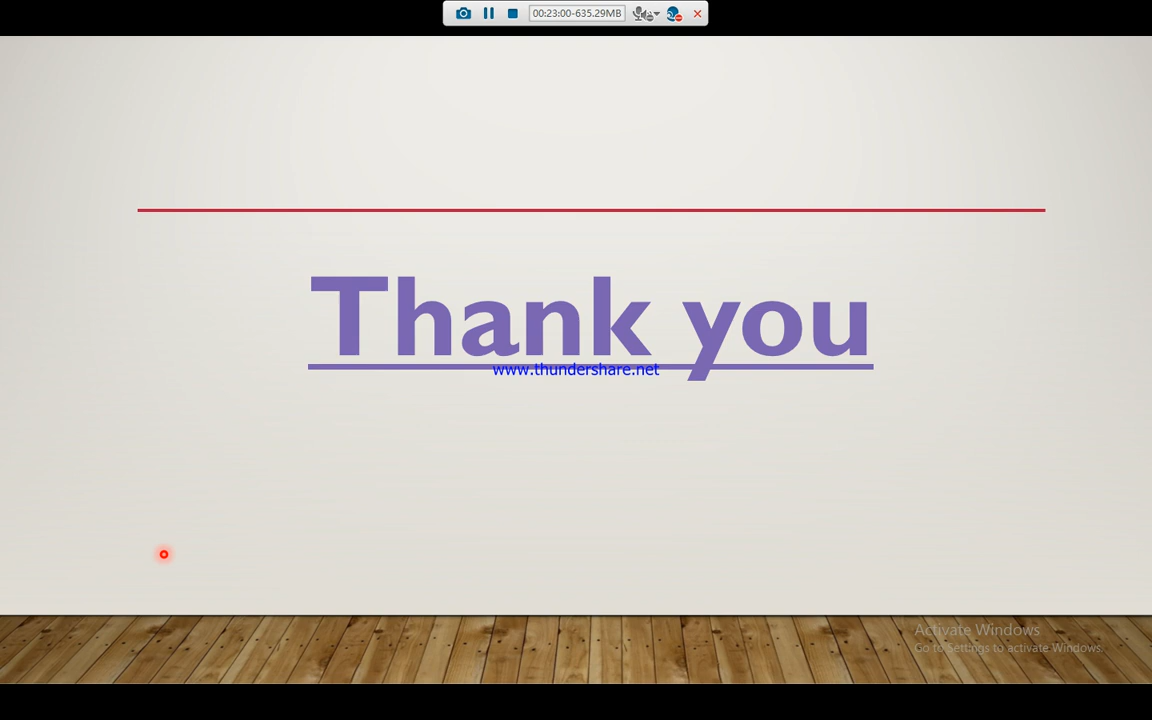 00:23:00-635.29MB
Thank you
www.thundershare.net
Activate Windows
Go to Settings to activate Windows.